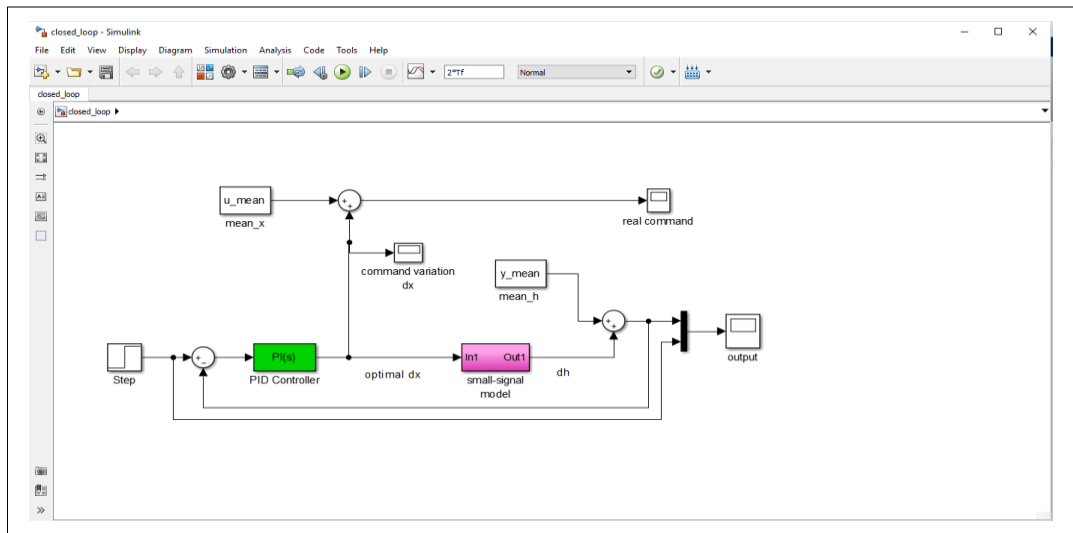 closed_loop - Simulink
File Edit View Display Diagram Simulation Analysis Code Tools Help
2*Tf
Normal
closed_loop
closed_loop
u_mean
mean_x
real command
command variation
dx
y_mean
mean_h
Step
PI(s)
PID Controller
optimal dx
In1 Out1
small-signal
model
dh
output